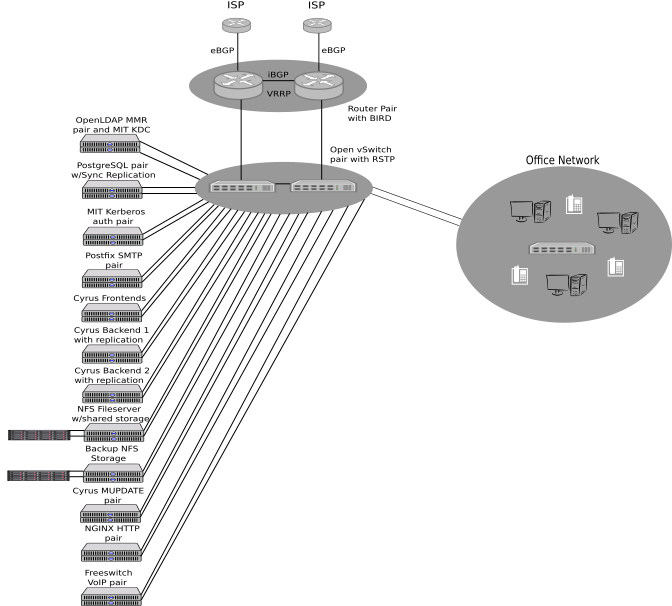 ISP
ISP
eBGP
eBGP
iBGP
VRRP
Router Pair
with BIRD
OpenLDAP MMR
pair and MIT KDC
Open vSwitch
pair with RSTP
PostgreSQL pair
w/Sync Replication
Office Network
MIT Kerberos
auth pair
Postfix SMTP
pair
Cyrus Frontends
Cyrus Backend 1
with replication
Cyrus Backend 2
with replication
NFS Fileserver
w/shared storage
Backup NFS
Storage
Cyrus MUPDATE
pair
NGINX HTTP
pair
Freeswitch
VoIP pair